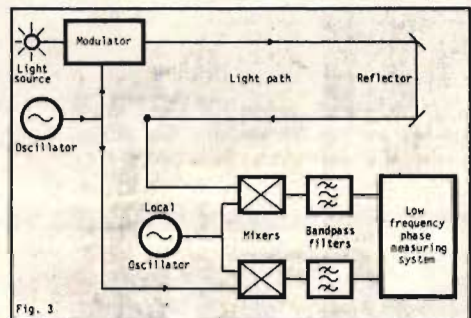 Modulator
Light
source
Light path
Reflector
Oscillator
Local
Oscillator
Mixers
Bandpass
filters
Low
frequency
phase
measuring
system
Fig. 3